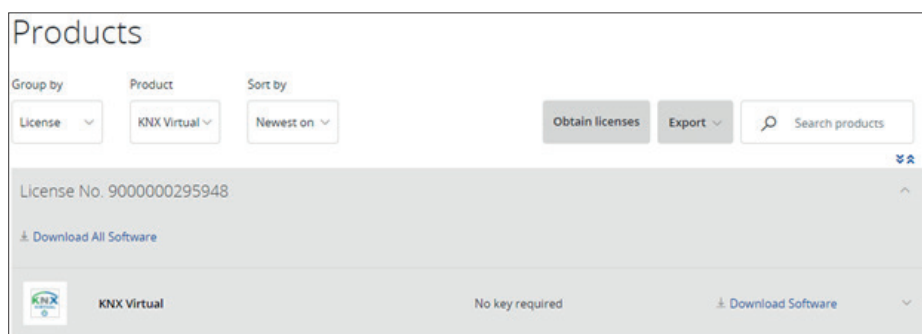 Products
Group by Product Sort by
License KNX Virtual Newest on Obtain licenses Export Search products
License No. 9000000295948
Download All Software
KNX
KNX Virtual No key required Download Software